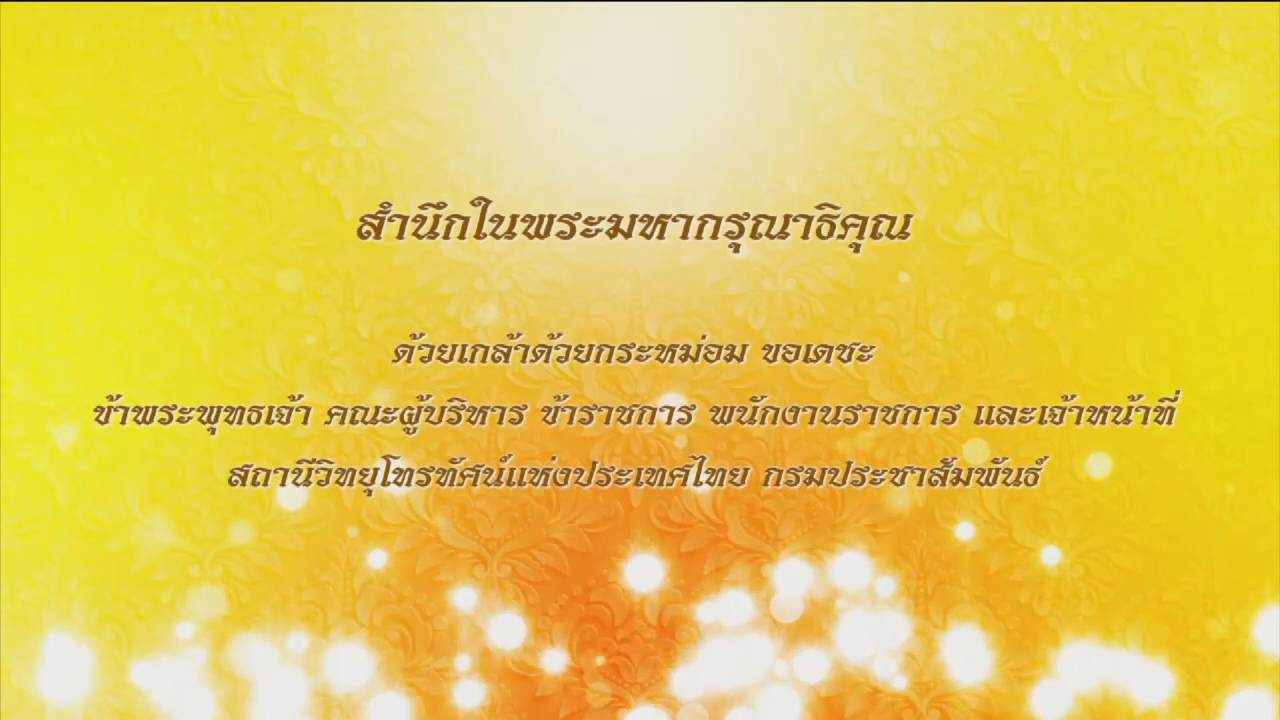 สำนึกในพระมหากรุณาธิคุณ
ด้วยเกล้าด้วยกระหม่อม ขอเดชะ
ข้าพระพุทธเจ้า คณะผู้บริหาร ข้าราชการ พนักงานราชการ และเจ้าหน้าที่
สถานีวิทยุโทรทัศน์แห่งประเทศไทย กรมประชาสัมพันธ์